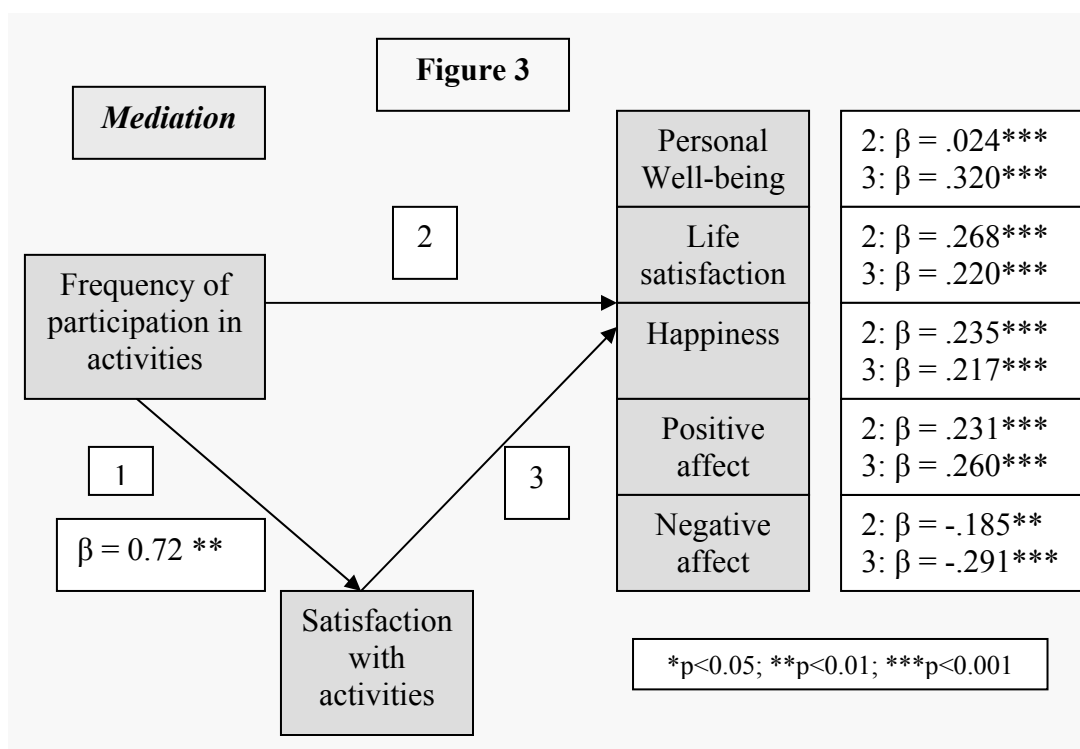 Figure 3
Mediation
Personal
Well-being
2: β = .024***
3: β = .320***
2
Life
satisfaction
2: β = .268***
3: β = .220***
Frequency of
participation in
activities
Happiness
2: β = .235***
3: β = .217***
Positive
affect
2: β = .231***
3: β = .260***
1
3
β = 0.72 **
Negative
affect
2: β = -.185**
3: β = -.291***
Satisfaction
with
activities
*p<0.05; **p<0.01; ***p<0.001